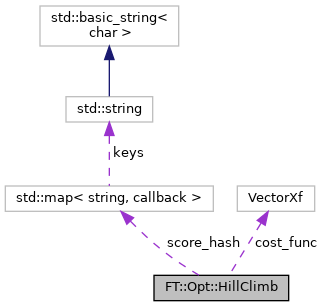 std::basic_string<
char >
std::string
keys
std::map< string, callback >
VectorXf
score_hash
cost_func
FT::Opt::HillClimb